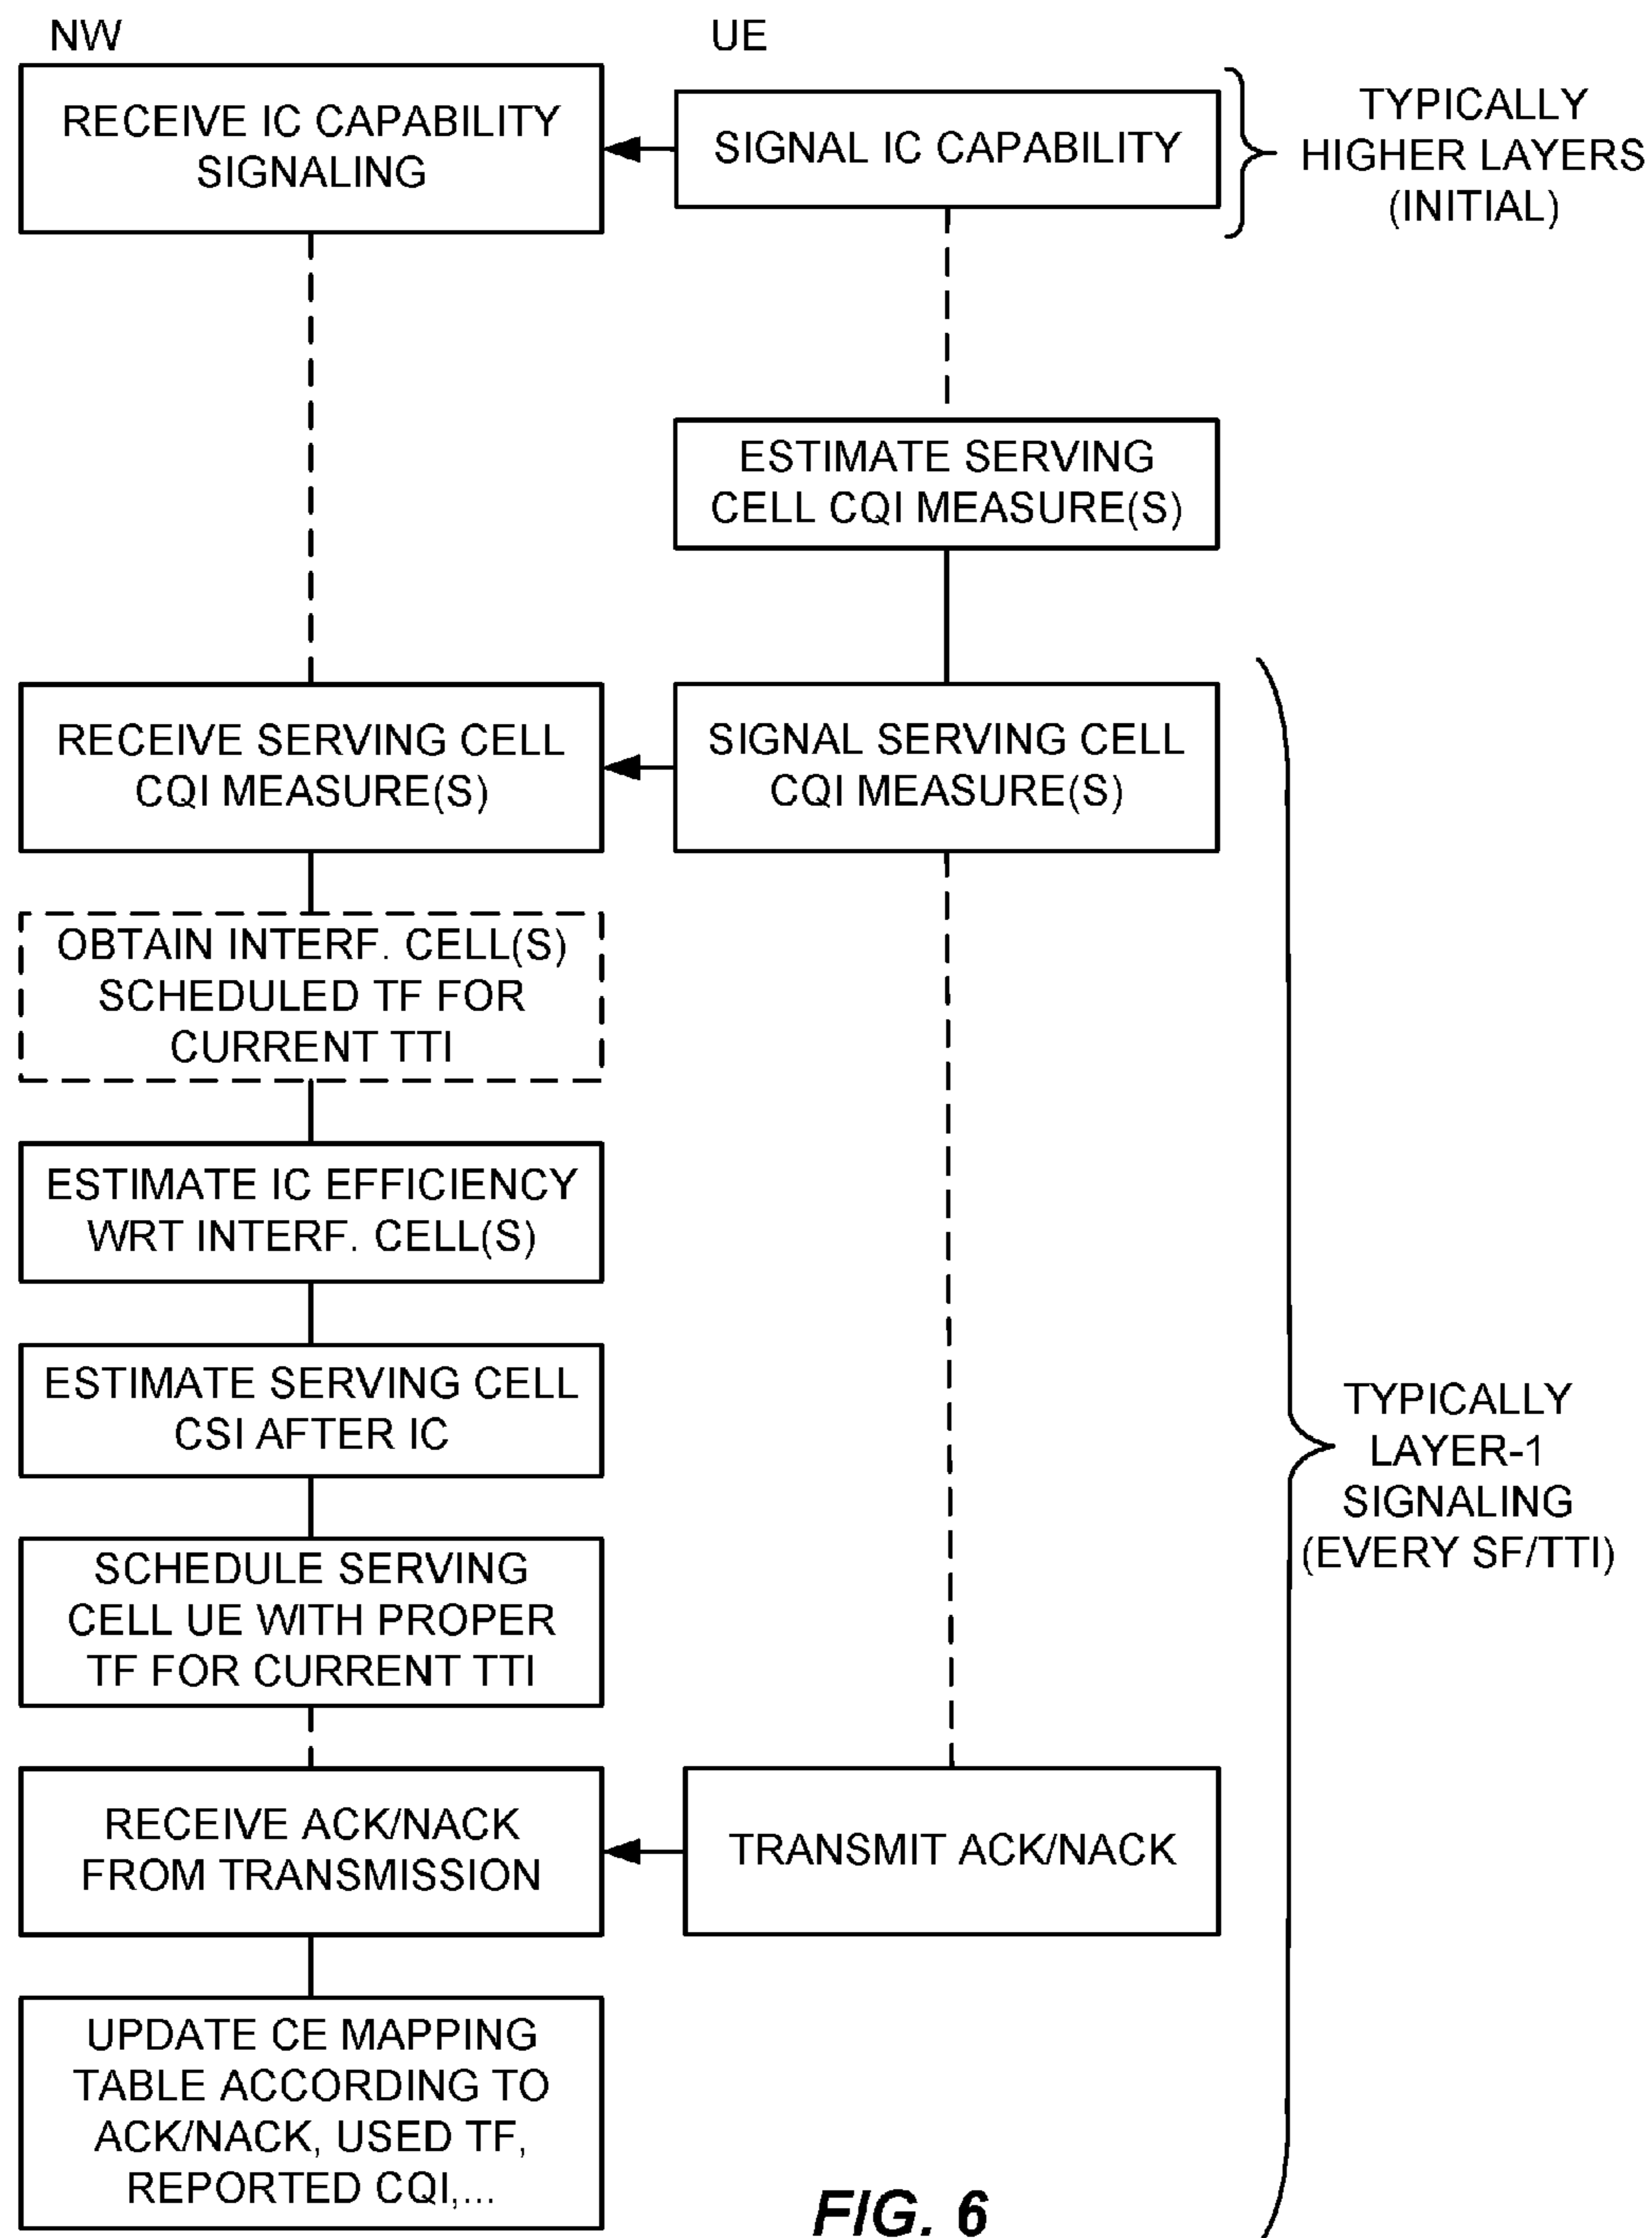 NW
UE
RECEIVE IC CAPABILITY
SIGNALING
SIGNAL IC CAPABILITY
TYPICALLY
HIGHER LAYERS
(INITIAL)
ESTIMATE SERVING
CELL CQI MEASURE(S)
RECEIVE SERVING CELL
CQI MEASURE(S)
SIGNAL SERVING CELL
CQI MEASURE(S)
OBTAIN INTERF. CELL(S)
SCHEDULED TF FOR
CURRENT TTI
ESTIMATE IC EFFICIENCY
WRT INTERF. CELL(S)
ESTIMATE SERVING CELL
CSI AFTER IC
TYPICALLY
LAYER-1
SIGNALING
(EVERY SF/TTI)
SCHEDULE SERVING
CELL UE WITH PROPER
TF FOR CURRENT TTI
RECEIVE ACK/NACK
FROM TRANSMISSION
TRANSMIT ACK/NACK
UPDATE CE MAPPING
TABLE ACCORDING TO
ACK/NACK, USED TF,
REPORTED CQI,...
FIG. 6